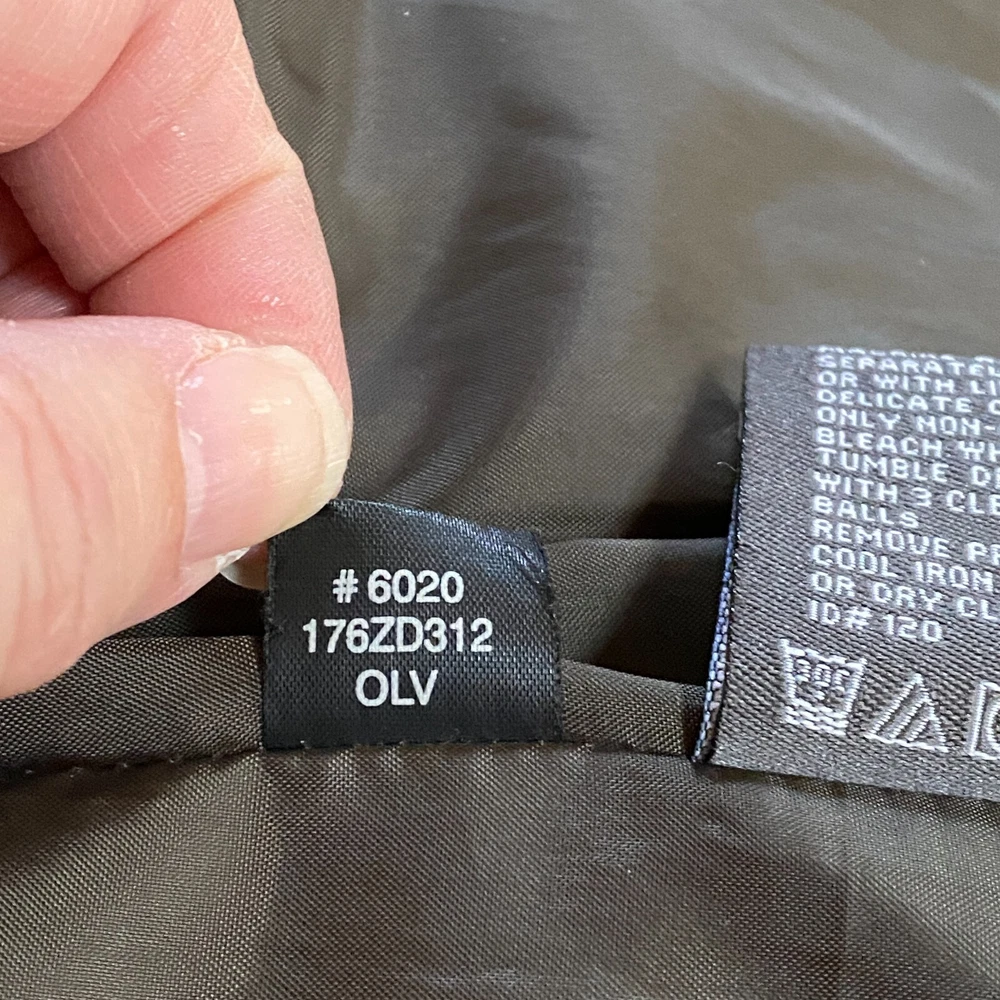 # 6020
176ZD312
OLV
SEPARATELY
OR WITH LI
DELICATE C
ONLY NON-
BLEACH WH
TUMBLE DR
WITH 3 CLE
BALLS
REMOVE PR
COOL IRON
OR DRY CL
ID# 120